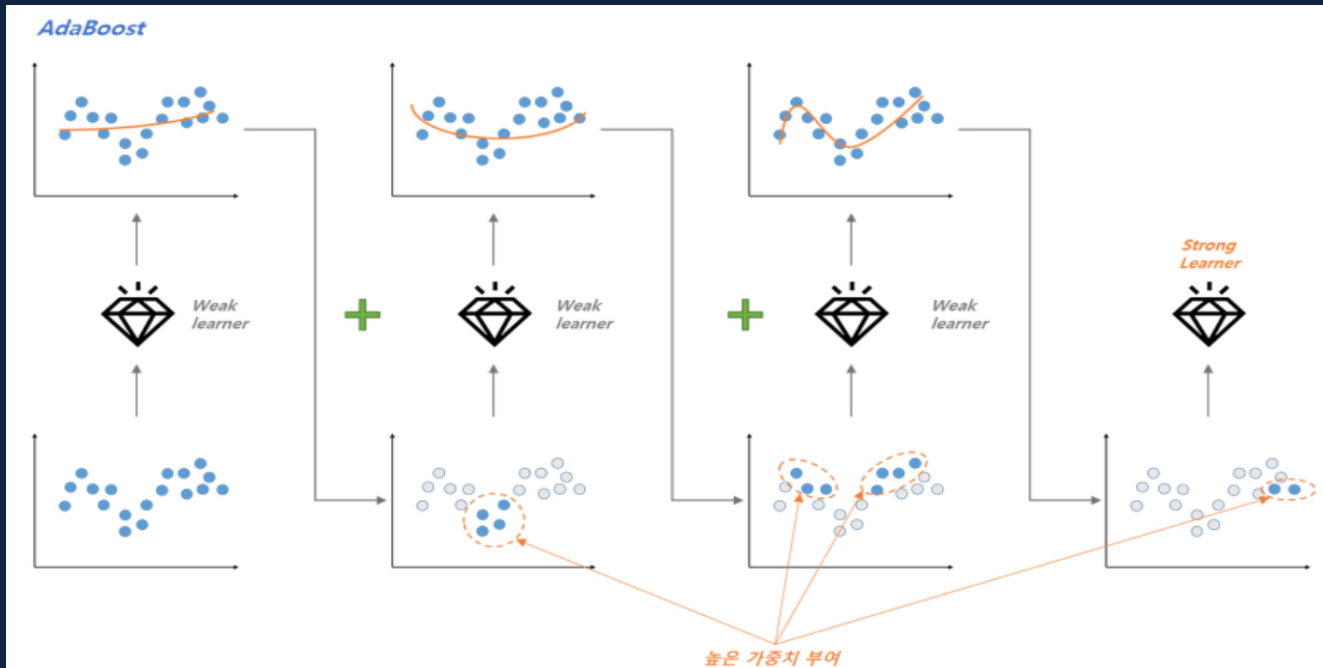 AdaBoost
Weak
learner
Weak
learner
Weak
learner
Strong
Learner
높은 가중치 부여